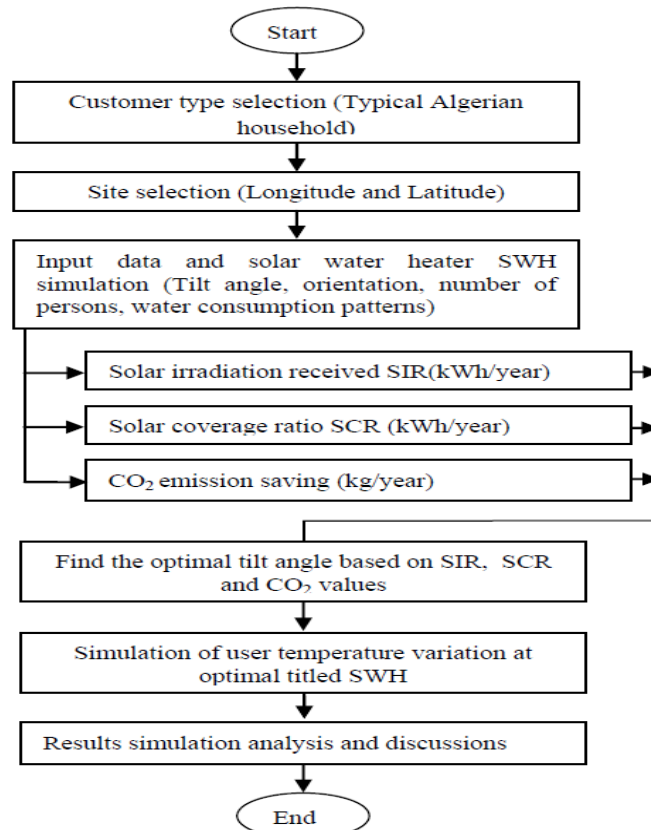 Start
Customer type selection (Typical Algerian
household)
Site selection (Longitude and Latitude)
Input data and solar water heater SWH
simulation (Tilt angle, orientation, number of
persons, water consumption patterns)
Solar irradiation received SIR(kWh/year)
Solar coverage ratio SCR (kWh/year)
CO₂ emission saving (kg/year)
Find the optimal tilt angle based on SIR, SCR
and CO₂ values
Simulation of user temperature variation at
optimal titled SWH
Results simulation analysis and discussions
End